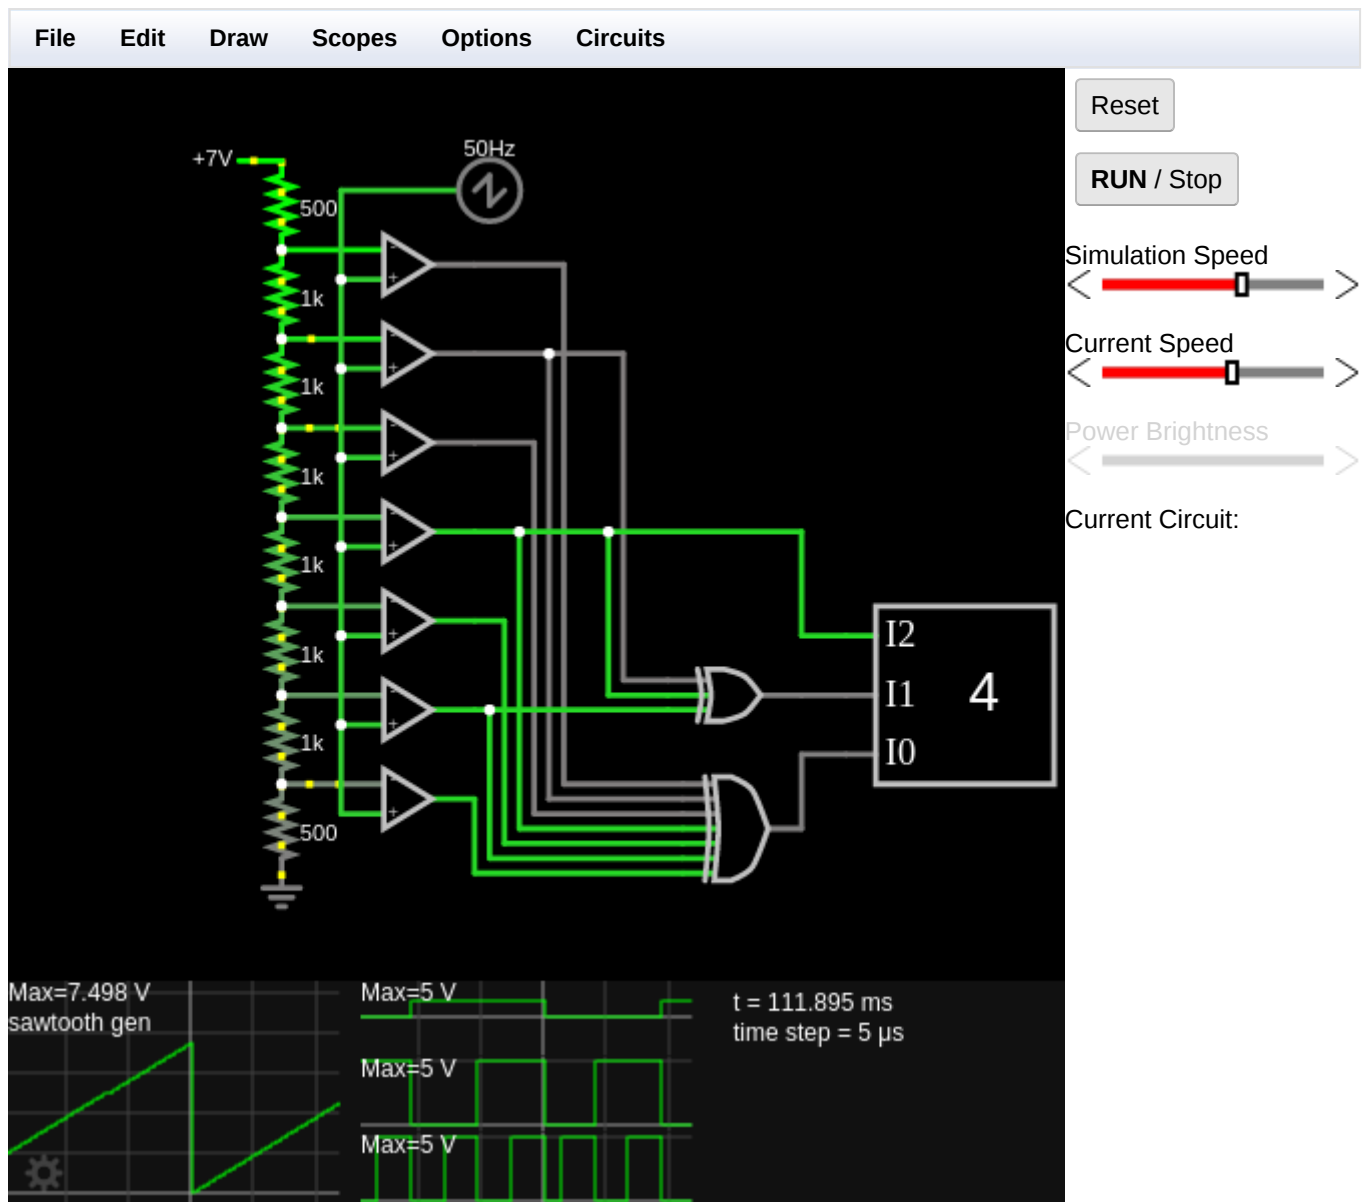 File Edit Draw Scopes Options Circuits
Reset
RUN / Stop
Simulation Speed
Current Speed
Power Brightness
Current Circuit:
50Hz
+7V
500
-
1k
+
-
1k
+
-
1k
+
-
1k
+
-
1k
+
-
1k
+
-
500
+
I2
I1
I0
4
Max=7.498 V
sawtooth gen
Max=5 V
Max=5 V
Max=5 V
t = 111.895 ms
time step = 5 µs